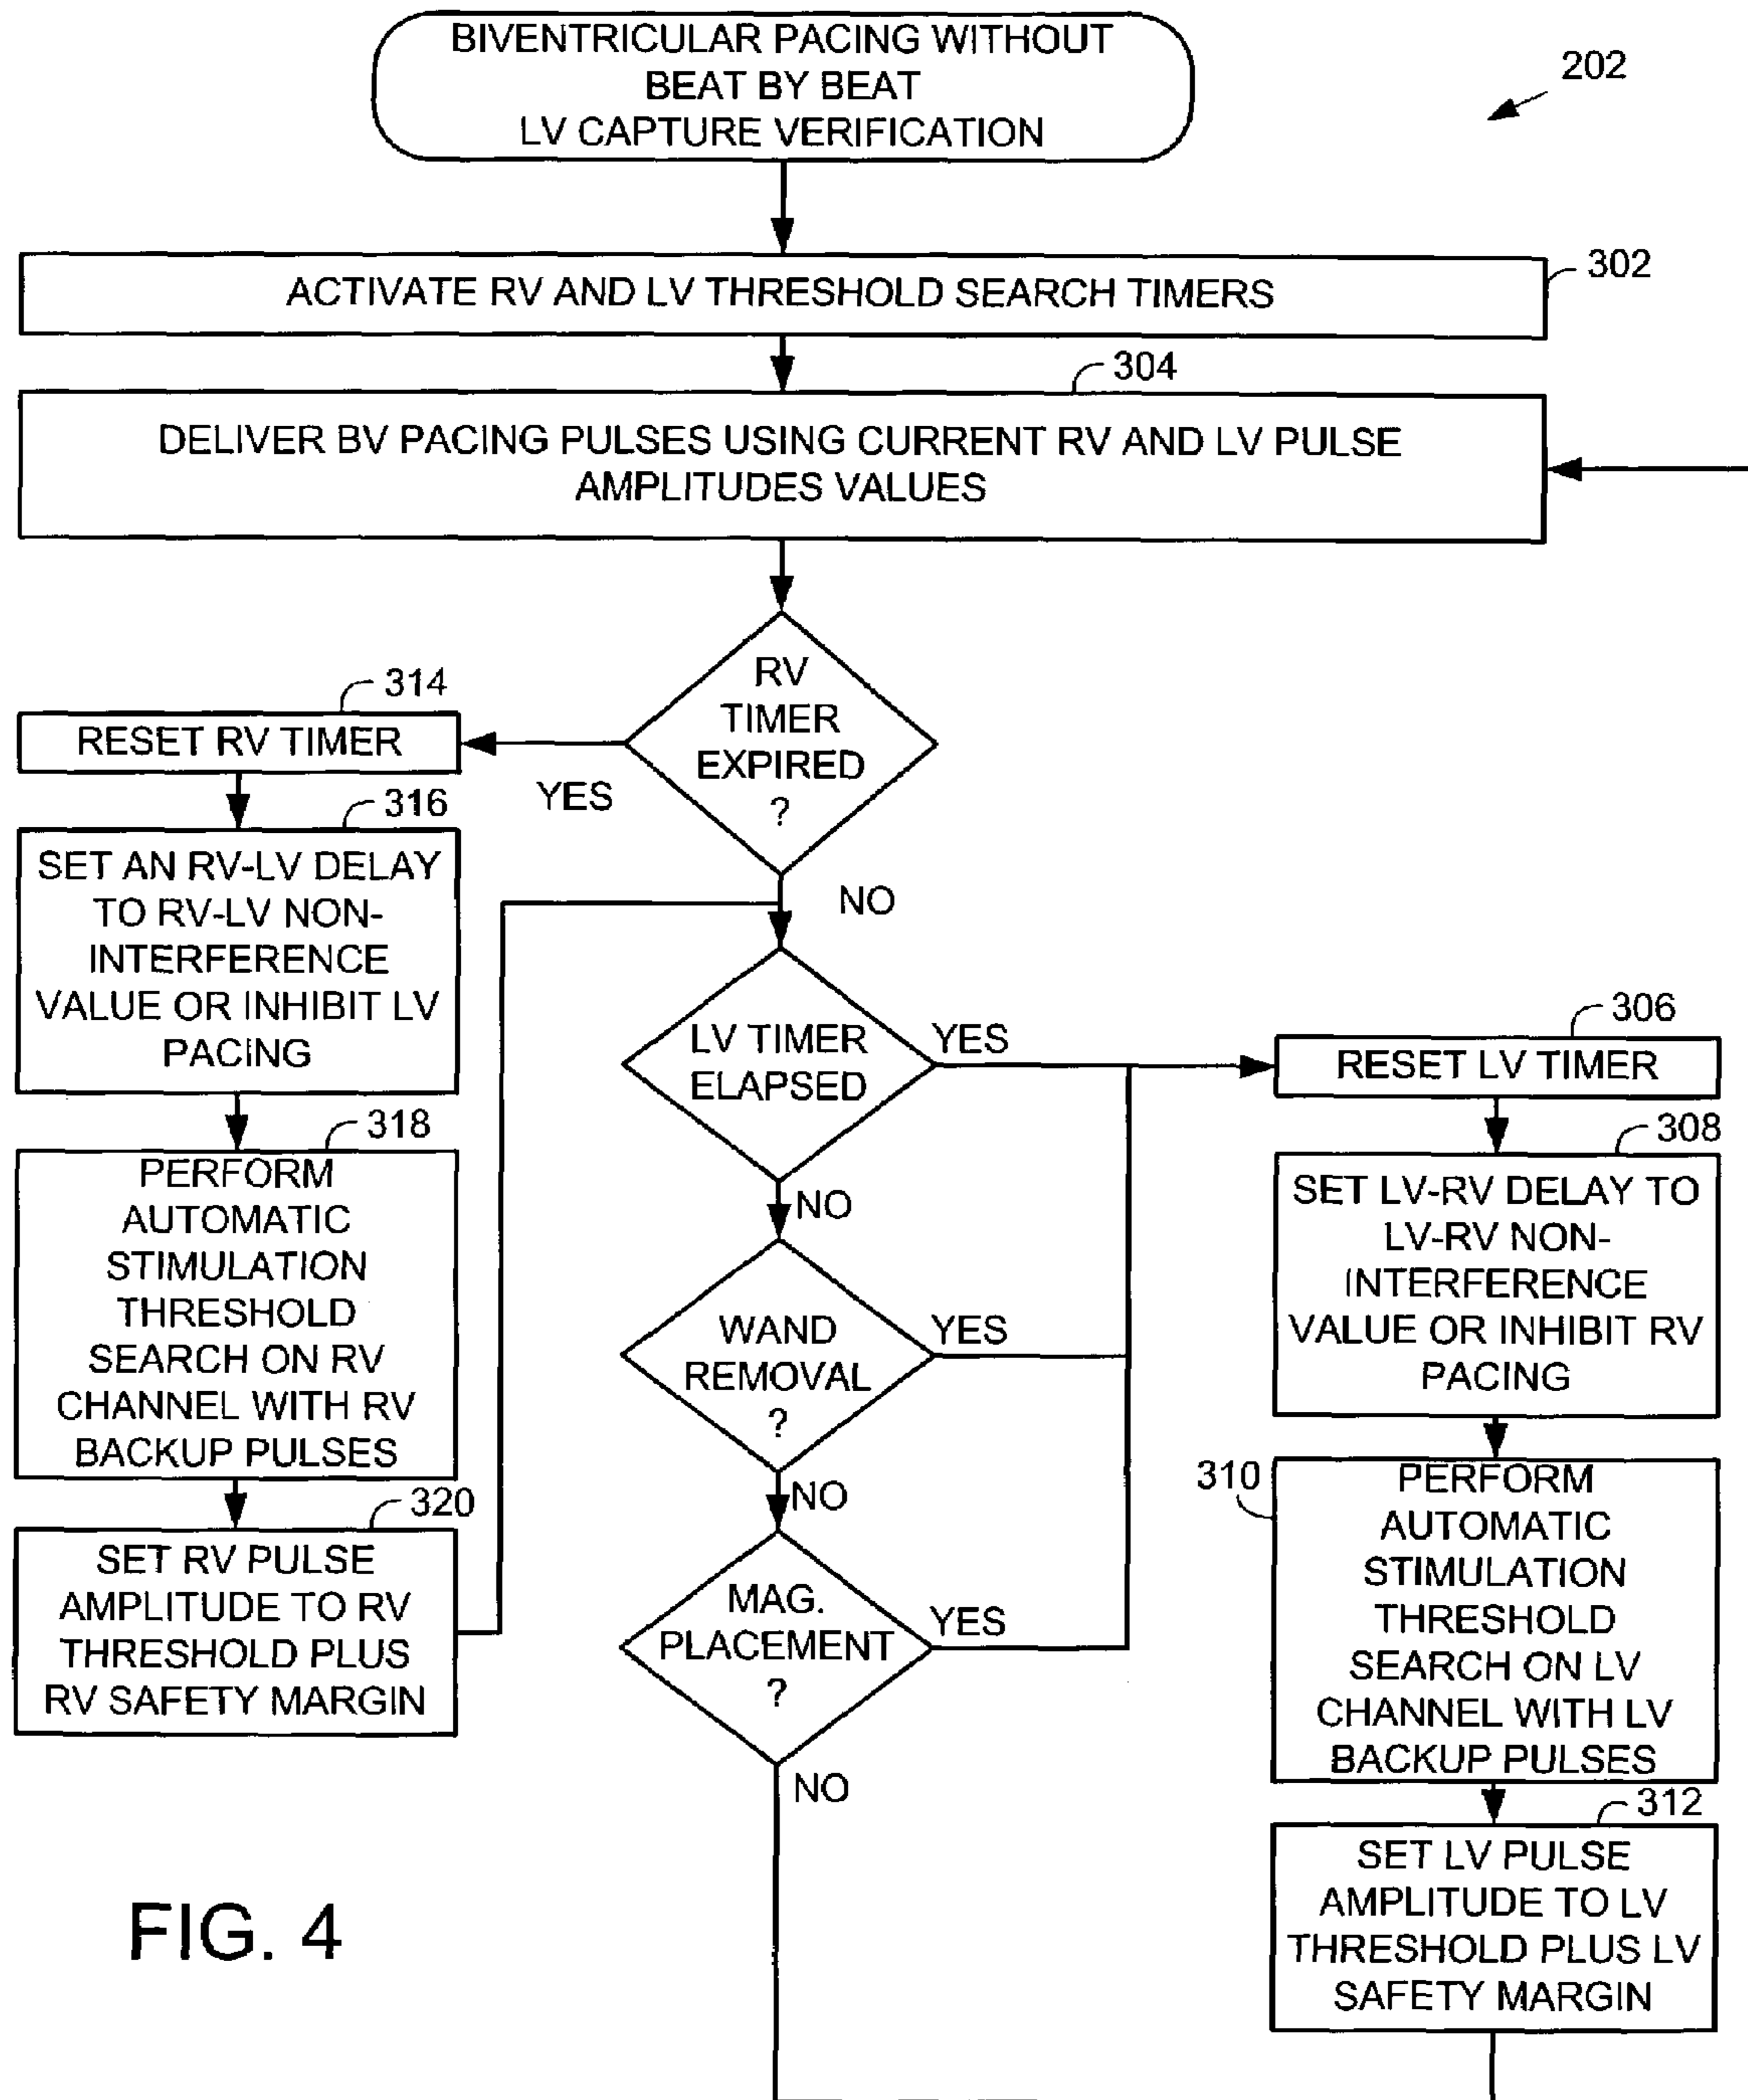 BIVENTRICULAR PACING WITHOUT
BEAT BY BEAT
LV CAPTURE VERIFICATION
202
302
ACTIVATE RV AND LV THRESHOLD SEARCH TIMERS
304
DELIVER BV PACING PULSES USING CURRENT RV AND LV PULSE
AMPLITUDES VALUES
RV
TIMER
EXPIRED
?
YES
NO
314
RESET RV TIMER
316
SET AN RV-LV DELAY
TO RV-LV NON-
INTERFERENCE
VALUE OR INHIBIT LV
PACING
318
PERFORM
AUTOMATIC
STIMULATION
THRESHOLD
SEARCH ON RV
CHANNEL WITH RV
BACKUP PULSES
320
SET RV PULSE
AMPLITUDE TO RV
THRESHOLD PLUS
RV SAFETY MARGIN
LV TIMER
ELAPSED
YES
NO
WAND
REMOVAL
?
YES
NO
MAG.
PLACEMENT
?
YES
NO
306
RESET LV TIMER
308
SET LV-RV DELAY TO
LV-RV NON-
INTERFERENCE
VALUE OR INHIBIT RV
PACING
310
PERFORM
AUTOMATIC
STIMULATION
THRESHOLD
SEARCH ON LV
CHANNEL WITH LV
BACKUP PULSES
312
SET LV PULSE
AMPLITUDE TO LV
THRESHOLD PLUS LV
SAFETY MARGIN
FIG. 4